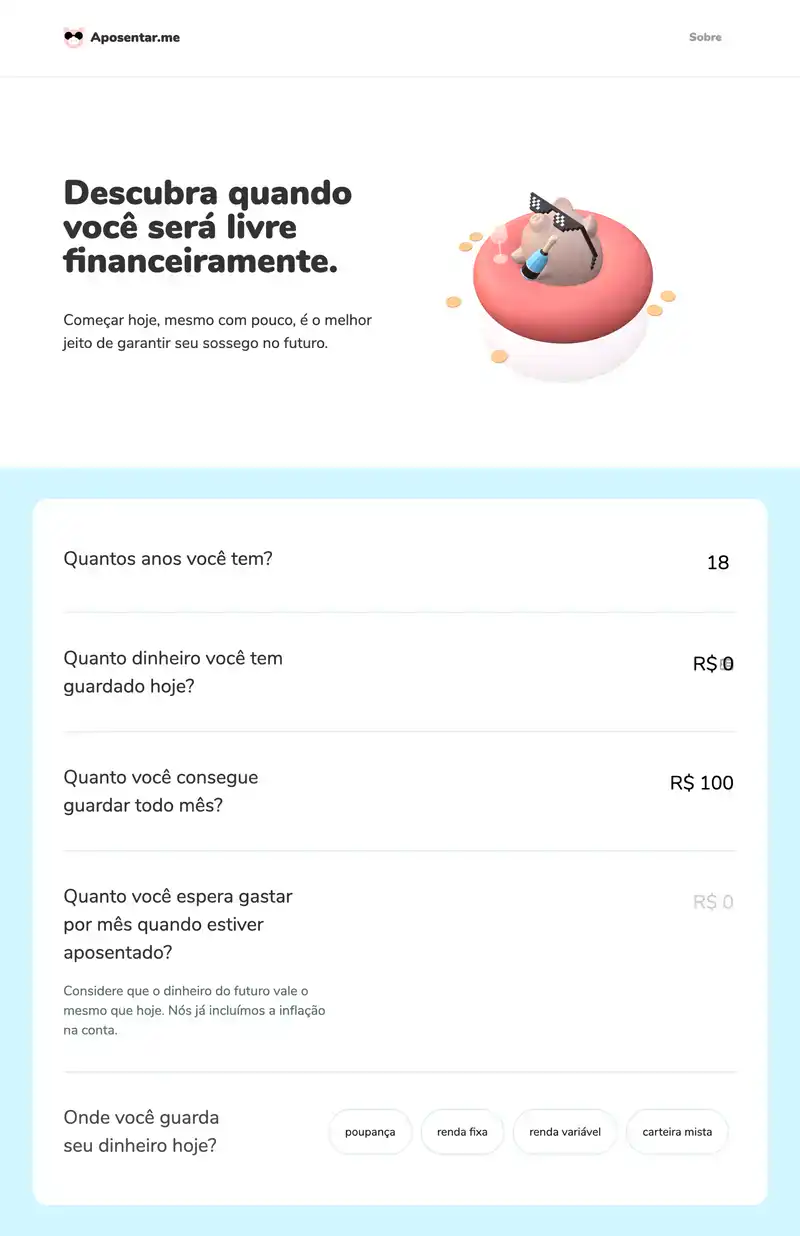 Aposentar.me
Sobre
Descubra quando
você será livre
financeiramente.
Começar hoje, mesmo com pouco, é o melhor
jeito de garantir seu sossego no futuro.
Quantos anos você tem?
18
Quanto dinheiro você tem
guardado hoje?
R$ 0
Quanto você consegue
guardar todo mês?
R$ 100
Quanto você espera gastar
por mês quando estiver
aposentado?
R$ 0
Considere que o dinheiro do futuro vale o
mesmo que hoje. Nós já incluímos a inflação
na conta.
Onde você guarda
seu dinheiro hoje?
poupança
renda fixa
renda variável
carteira mista